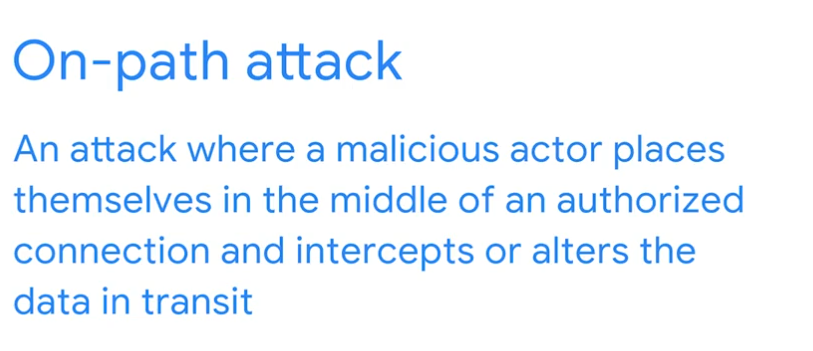 On-path attack
An attack where a malicious actor places
themselves in the middle of an authorized
connection and intercepts or alters the
data in transit